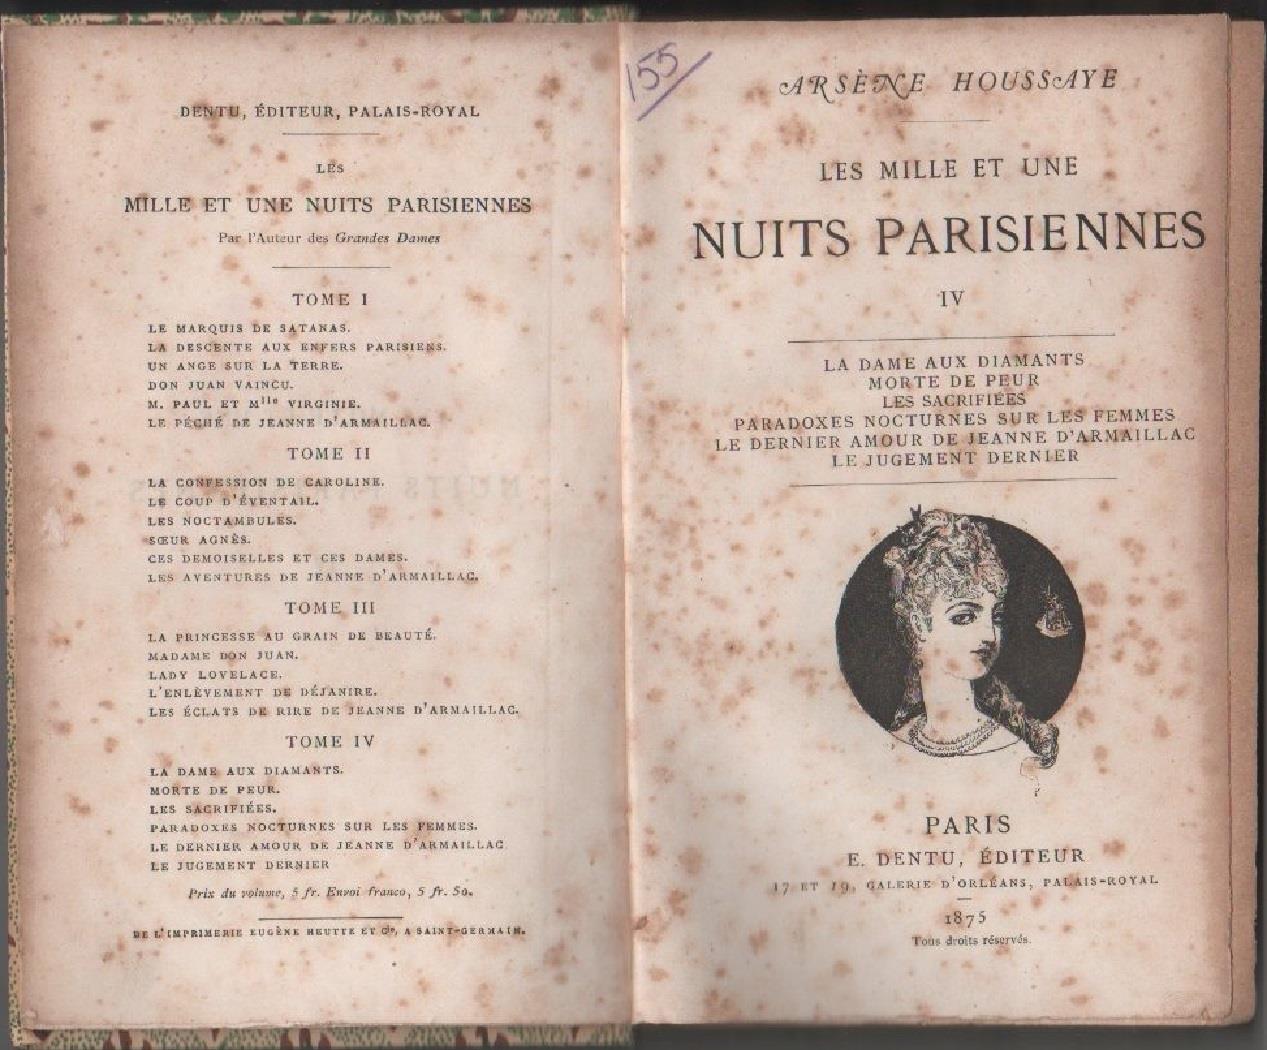 DENTU, ÉDITEUR, PALAIS-ROYAL
LES
MILLE ET UNE NUITS PARISIENNES
Par l'Auteur des Grandes Dames
TOME I
LE MARQUIS DE SATANAS.
LA DESCENTE AUX ENFERS PARISIENS.
UN ANGE SUR LA TERRE.
DON JUAN VAINCU.
M. PAUL ET Mlle VIRGINIE.
LE PÉCHÉ DE JEANNE D'ARMAILLAC.
TOME II
LA CONFESSION DE CAROLINE.
LE COUP D'ÉVENTAIL.
LES NOCTAMBULES.
SŒUR AGNÈS.
CES DEMOISELLES ET CES DAMES.
LES AVENTURES DE JEANNE D'ARMAILLAC.
TOME III
LA PRINCESSE AU GRAIN DE BEAUTÉ.
MADAME DON JUAN.
LADY LOVELACE.
L'ENLÈVEMENT DE DÉJANIRE.
LES ÉCLATS DE RIRE DE JEANNE D'ARMAILLAC.
TOME IV
LA DAME AUX DIAMANTS.
MORTE DE PEUR.
LES SACRIFIÉES.
PARADOXES NOCTURNES SUR LES FEMMES.
LE DERNIER AMOUR DE JEANNE D'ARMAILLAC
LE JUGEMENT DERNIER
Prix du volume, 5 fr. Envoi franco, 5 fr. 50.
DE L'IMPRIMERIE EUGÈNE HEUTTE ET Cie, A SAINT-GERMAIN.
155
ARSÈNE HOUSSAYE
LES MILLE ET UNE
NUITS PARISIENNES
IV
LA DAME AUX DIAMANTS
MORTE DE PEUR
LES SACRIFIÉES
PARADOXES NOCTURNES SUR LES FEMMES
LE DERNIER AMOUR DE JEANNE D'ARMAILLAC
LE JUGEMENT DERNIER
PARIS
E. DENTU, ÉDITEUR
17 ET 19, GALERIE D'ORLÉANS, PALAIS-ROYAL
1875
Tous droits réservés.